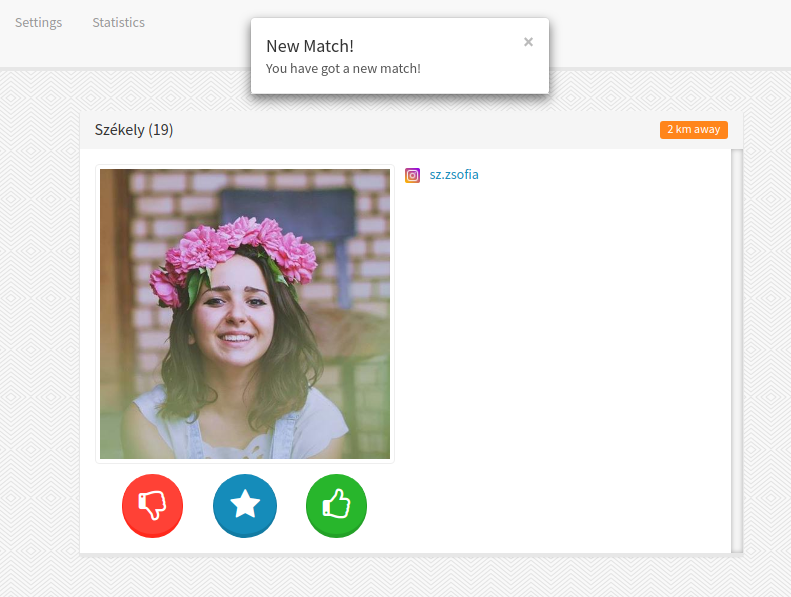 Settings
Statistics
New Match!
×
You have got a new match!
Székely (19)
2 km away
sz.zsofia